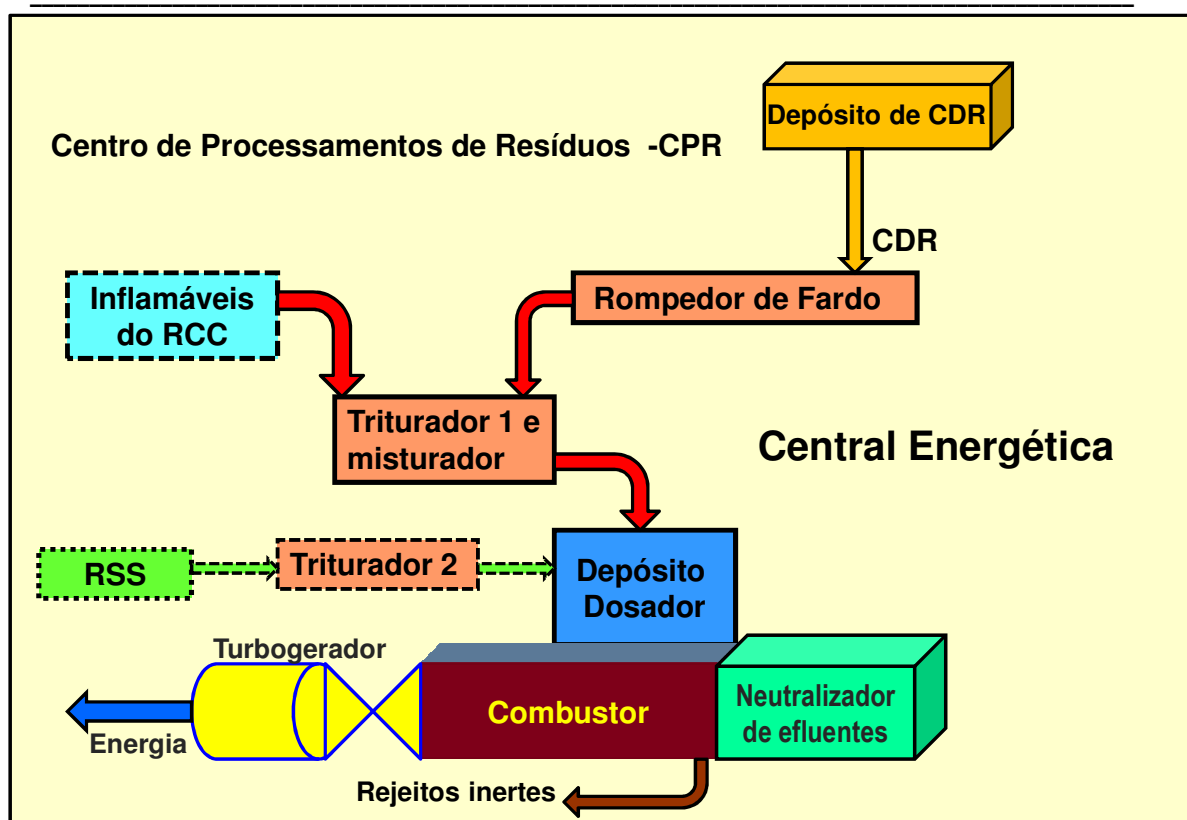 Depósito de CDR
Centro de Processamentos de Resíduos -CPR
CDR
Inflamáveis
do RCC
Rompedor de Fardo
Triturador 1 e
misturador
Central Energética
RSS
Triturador 2
Depósito
Dosador
Turbogerador
Combustor
Neutralizador
de efluentes
Energia
Rejeitos inertes